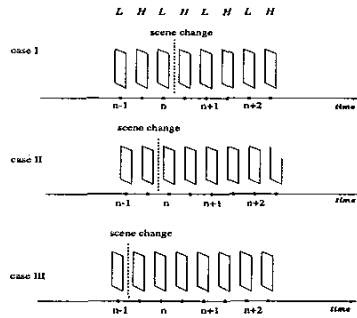 L H L H L H L H
scene change
case I
n-1 n n+1 n+2 time
scene change
case II
n-1 n n+1 n+2 time
scene change
case III
n-1 n n+1 n+2 time